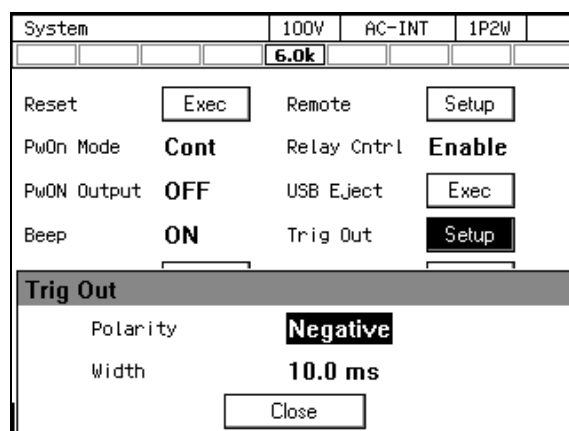 System 100V AC-INT 1P2W
6.0k
Reset Exec Remote Setup
PwOn Mode Cont Relay Cntrl Enable
PwON Output OFF USB Eject Exec
Beep ON Trig Out Setup
Trig Out
Polarity Negative
Width 10.0 ms
Close